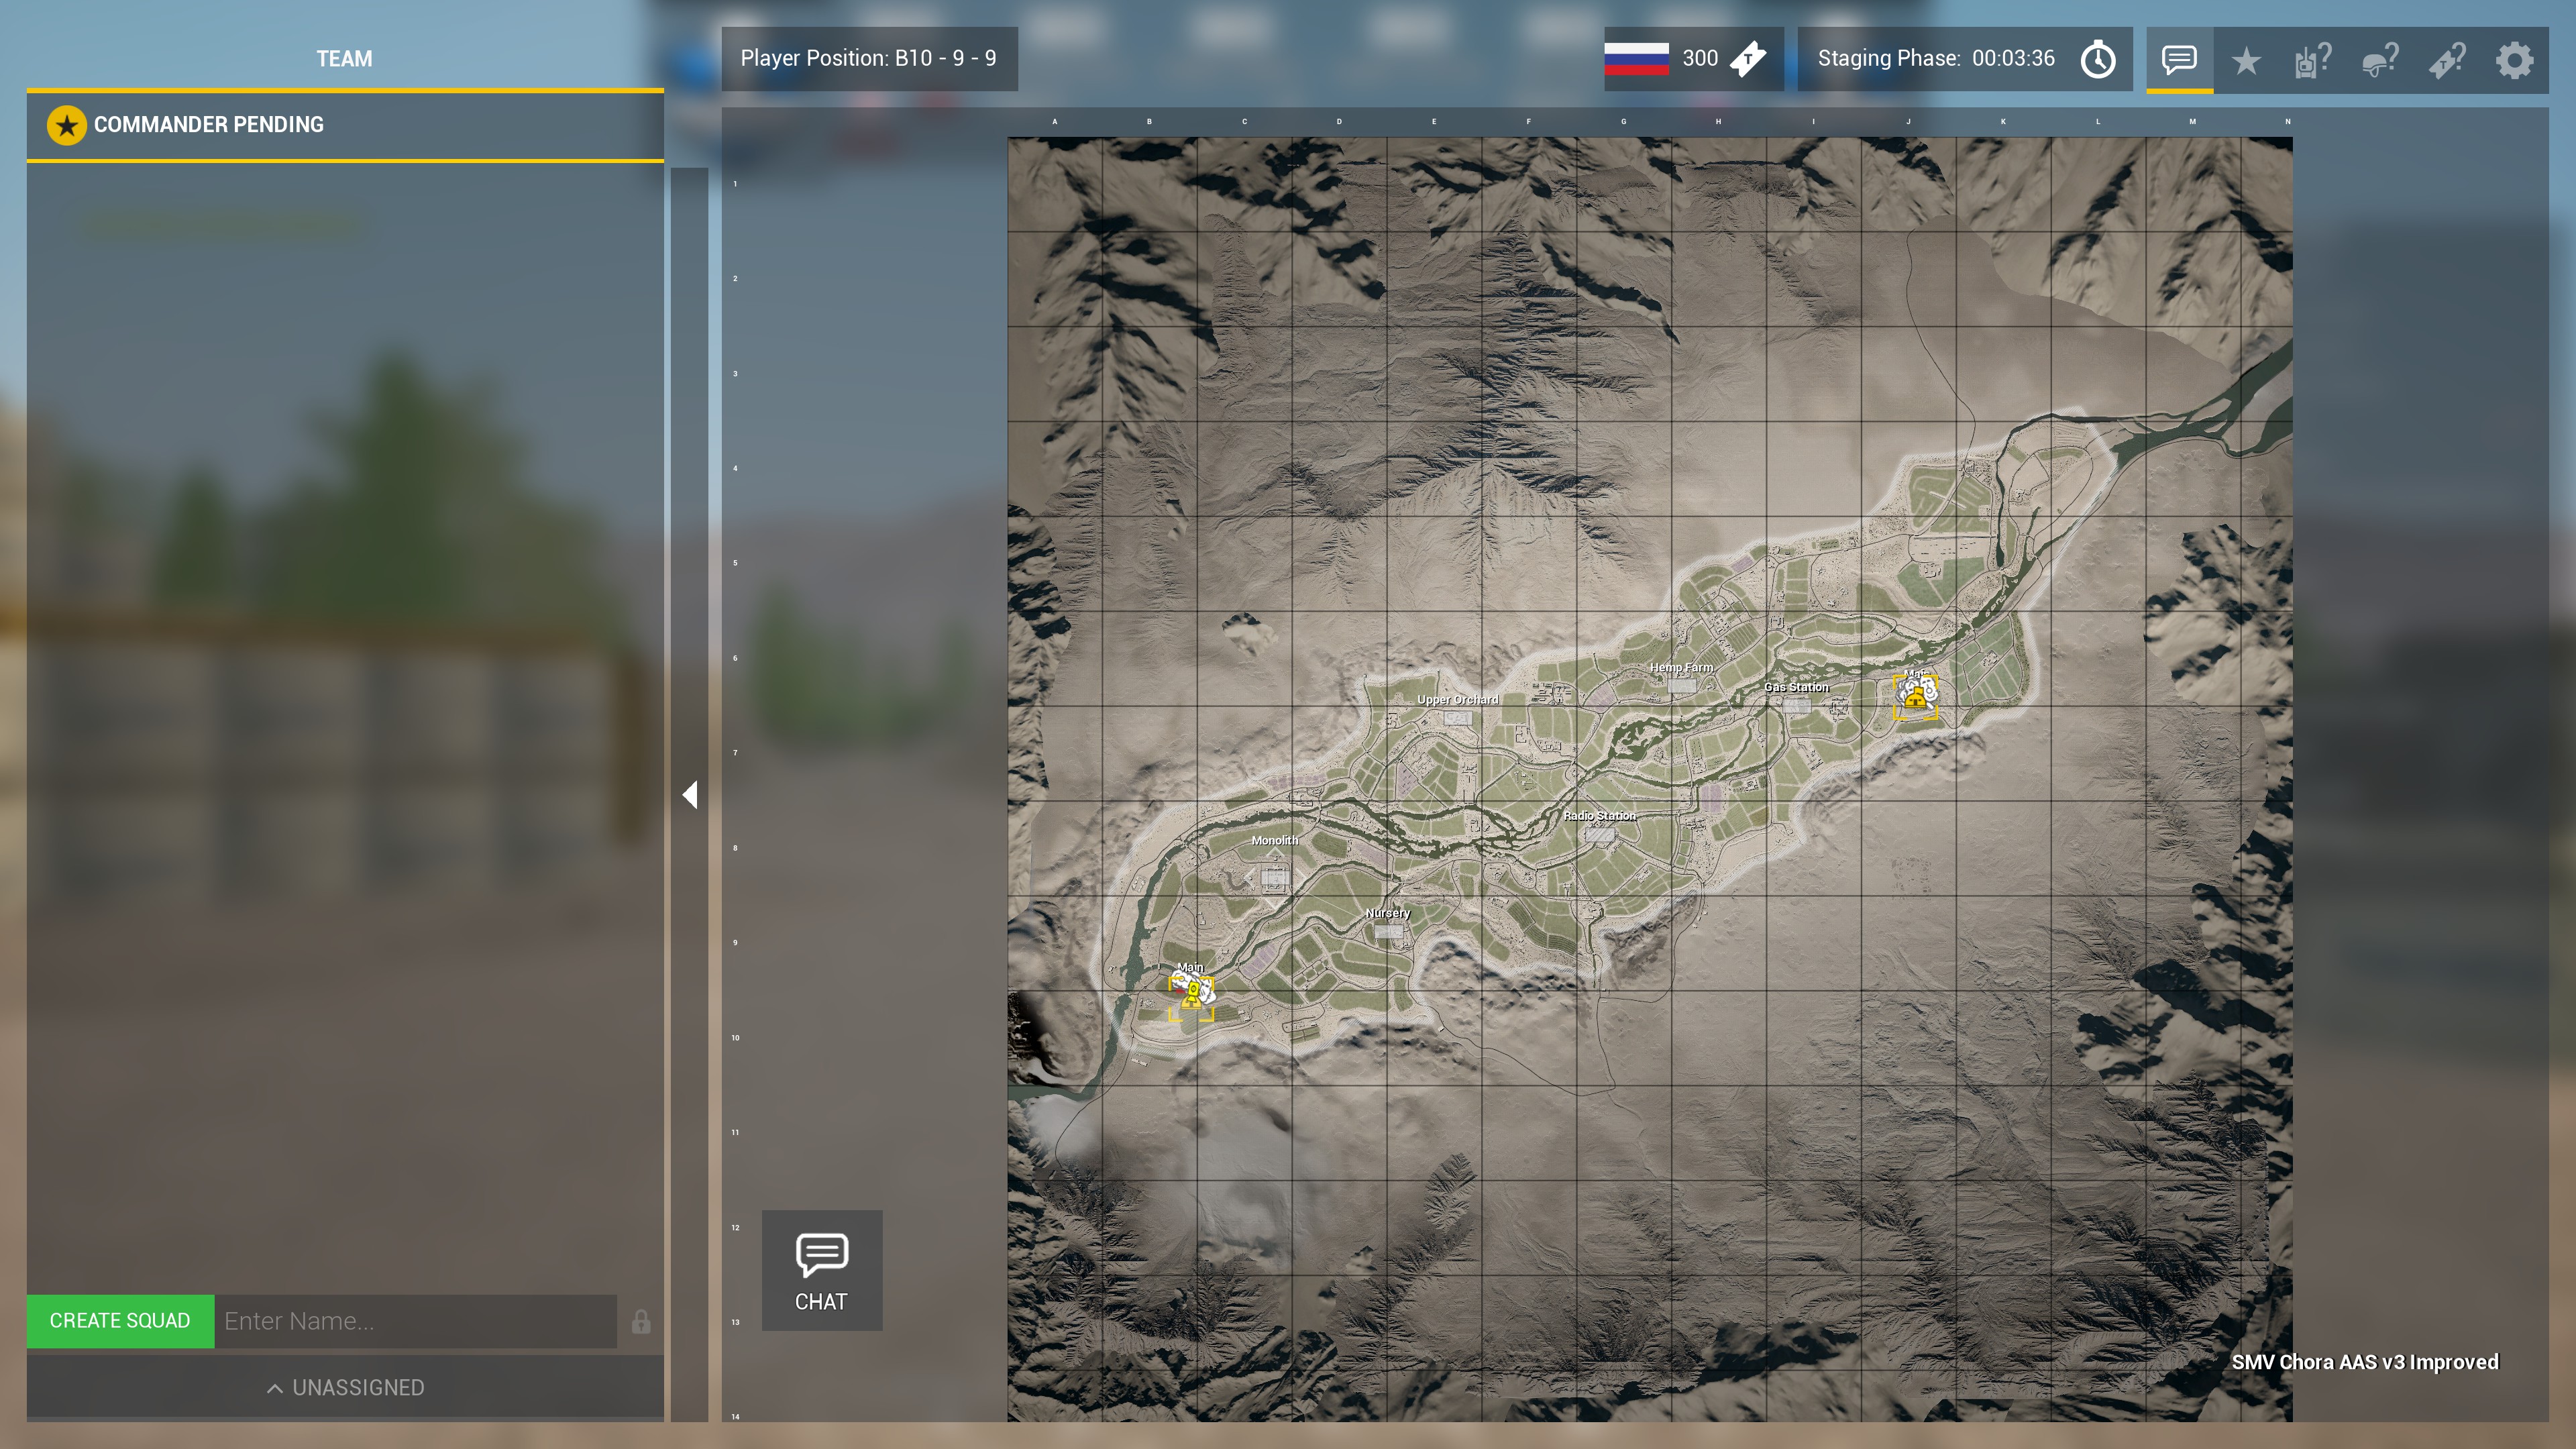 TEAM
Player Position: B10 - 9 - 9
300
T
Staging Phase: 00:03:36
? ? T?
COMMANDER PENDING
A B C D E F G H I J K L M N
1
2
3
4
5
6
7
8
9
10
11
12
13
14
Hemp Farm
Main
Gas Station
Upper Orchard
Radio Station
Monolith
Nursery
Main
CHAT
CREATE SQUAD
Enter Name...
SMV Chora AAS v3 Improved
UNASSIGNED